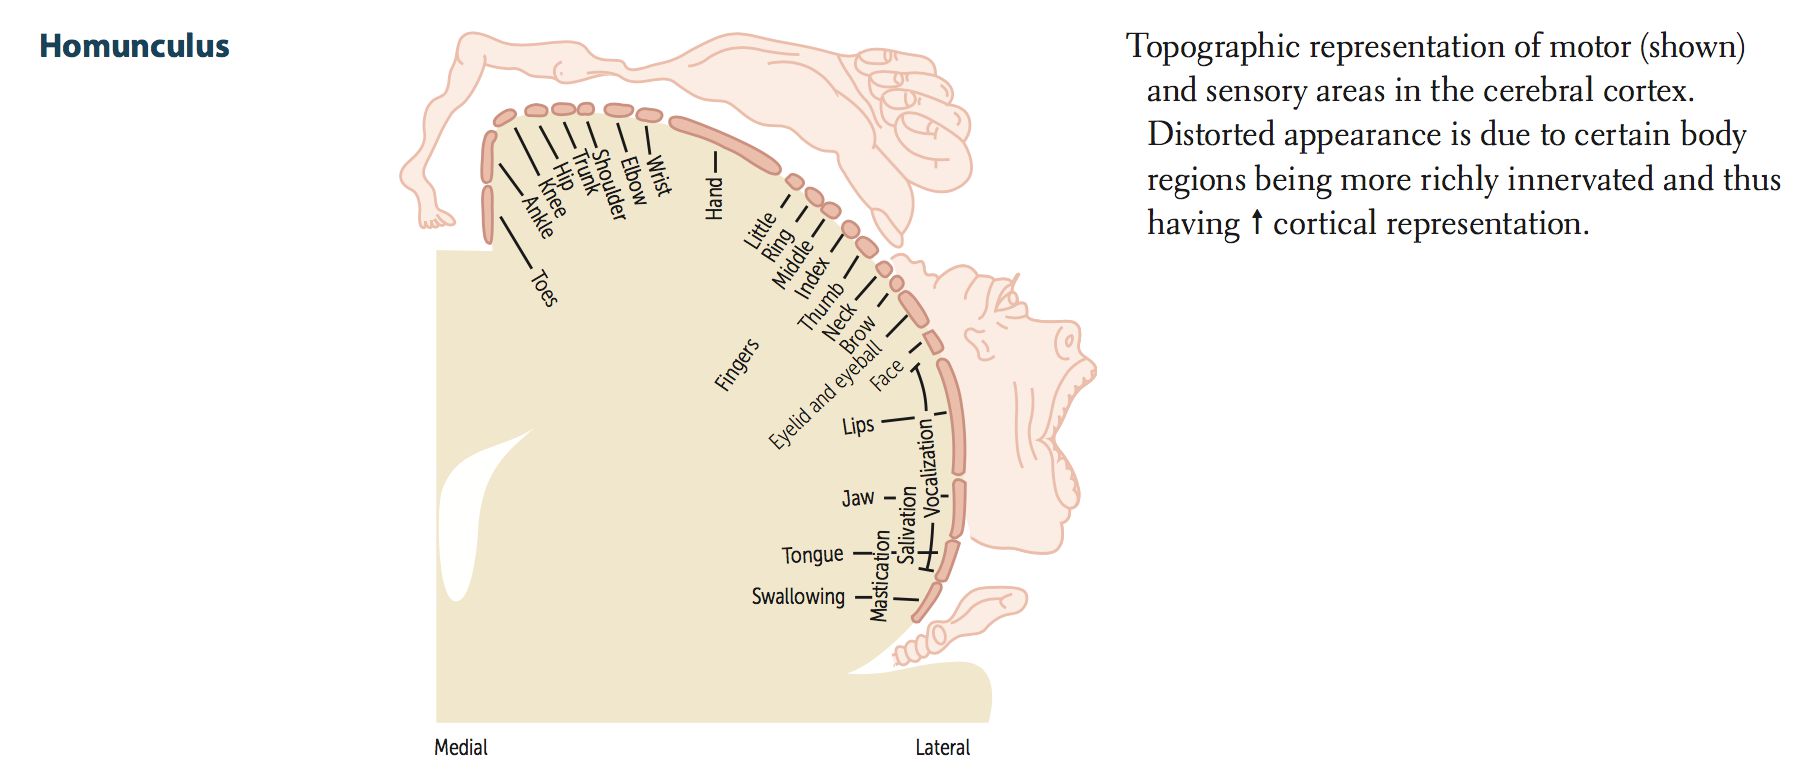 Homunculus
Topographic representation of motor (shown)
and sensory areas in the cerebral cortex.
Distorted appearance is due to certain body
regions being more richly innervated and thus
having ↑ cortical representation.
Toes
Ankle
Knee
Hip
Trunk
Shoulder
Elbow
Wrist
Hand
Little
Ring
Middle
Index
Thumb
Fingers
Neck
Brow
Eyelid and eyeball
Face
Lips
Jaw
Tongue
Swallowing
Vocalization
Salivation
Mastication
Medial
Lateral